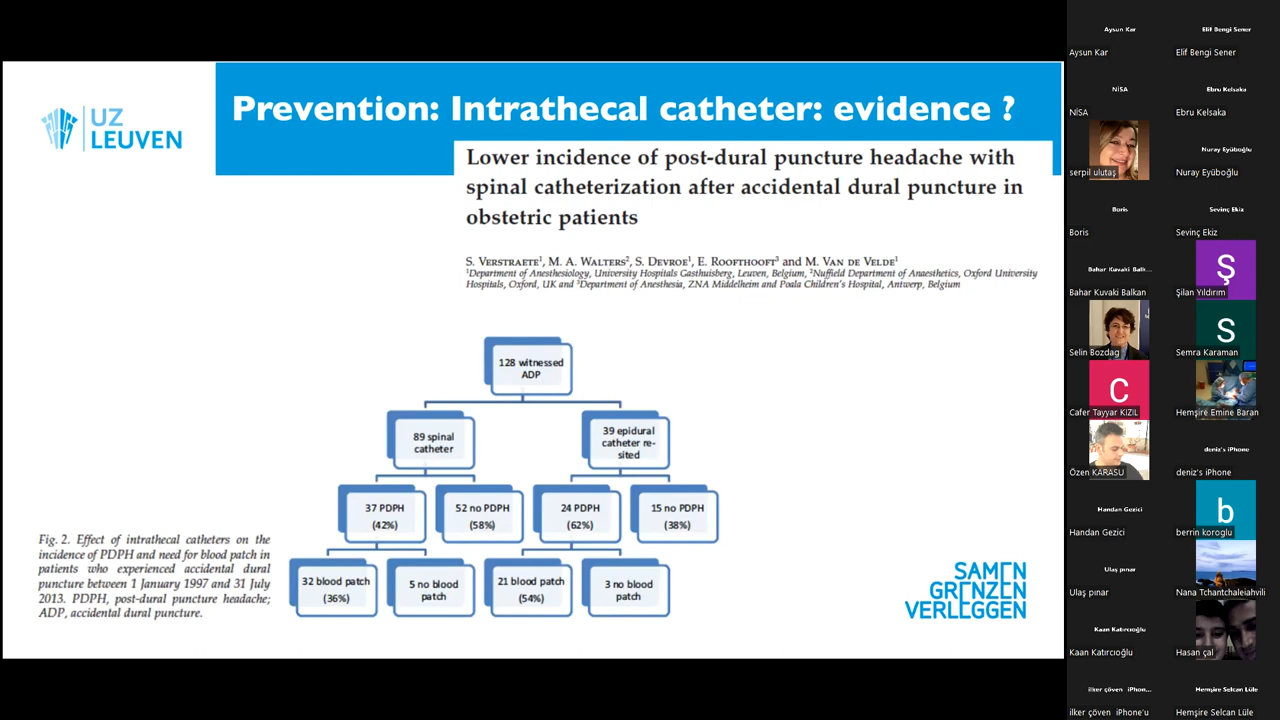 UZ
LEUVEN
Prevention: Intrathecal catheter: evidence ?
Lower incidence of post-dural puncture headache with
spinal catheterization after accidental dural puncture in
obstetric patients
S. Verstraete1, M. A. Walters2, S. Devroe1, E. Roofthooft3 and M. Van de Velde1
1Department of Anesthesiology, University Hospitals Gasthuisberg, Leuven, Belgium, 2Nuffield Department of Anaesthetics, Oxford University
Hospitals, Oxford, UK and 3Department of Anesthesia, ZNA Middelheim and Poala Children's Hospital, Antwerp, Belgium
128 witnessed
ADP
89 spinal
catheter
39 epidural
catheter re-
sited
37 PDPH
(42%)
52 no PDPH
(58%)
24 PDPH
(62%)
15 no PDPH
(38%)
32 blood patch
(36%)
5 no blood
patch
21 blood patch
(54%)
3 no blood
patch
Fig. 2. Effect of intrathecal catheters on the
incidence of PDPH and need for blood patch in
patients who experienced accidental dural
puncture between 1 January 1997 and 31 July
2013. PDPH, post-dural puncture headache;
ADP, accidental dural puncture.
SAMEN
GRENZEN
VERLEGGEN
Aysun Kar
Aysun Kar
Elif Bengi Sener
Elif Bengi Sener
NİSA
NİSA
Ebru Kelsaka
Ebru Kelsaka
serpil ulutaş
Nuray Eyüboğlu
Nuray Eyüboğlu
Boris
Boris
Sevinç Ekiz
Sevinç Ekiz
Bahar Kuvaki Balk...
Bahar Kuvaki Balkan
Ş
Şilan Yıldırım
Selin Bozdag
S
Semra Karaman
C
Cafer Tayyar KIZIL
Hemşire Emine Baran
Özen KARASU
deniz's iPhone
deniz's iPhone
Handan Gezici
Handan Gezici
b
berrin koroglu
Ulaş pınar
Ulaş pınar
Nana Tchantchaleiahvili
Kaan Katırcıoğlu
Kaan Katırcıoğlu
Hasan çal
ilker çöven iPhon...
ilker çöven iPhone'u
Hemşire Selcan Lüle
Hemşire Selcan Lüle